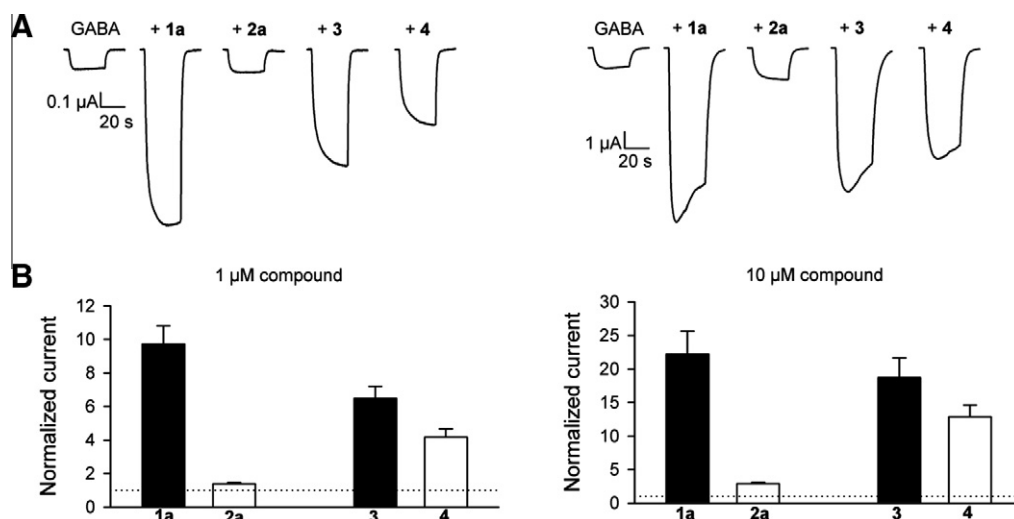 A
GABA + 1a + 2a + 3 + 4
0.1 µA
20 s
GABA + 1a + 2a + 3 + 4
1 µA
20 s
B
1 µM compound
Normalized current
12
10
8
6
4
2
0
1a 2a 3 4
10 µM compound
Normalized current
30
25
20
15
10
5
0
1a 2a 3 4